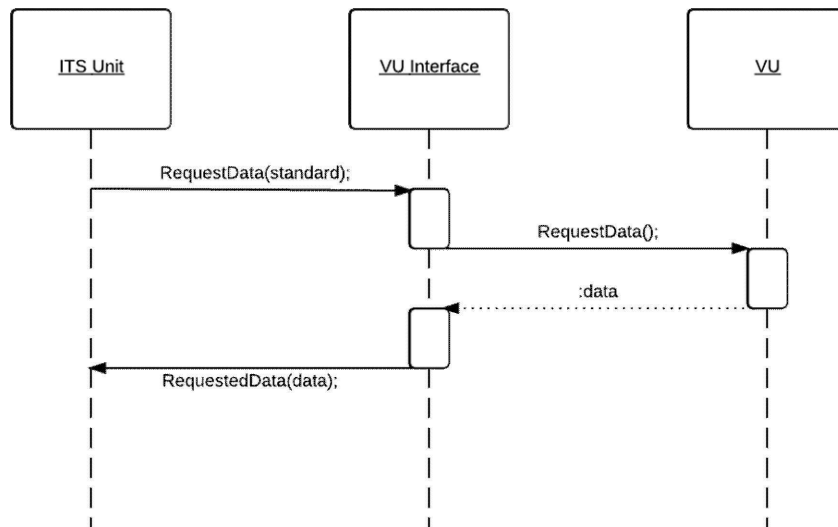 ITS Unit
VU Interface
VU
RequestData(standard);
RequestData();
:data
RequestedData(data);